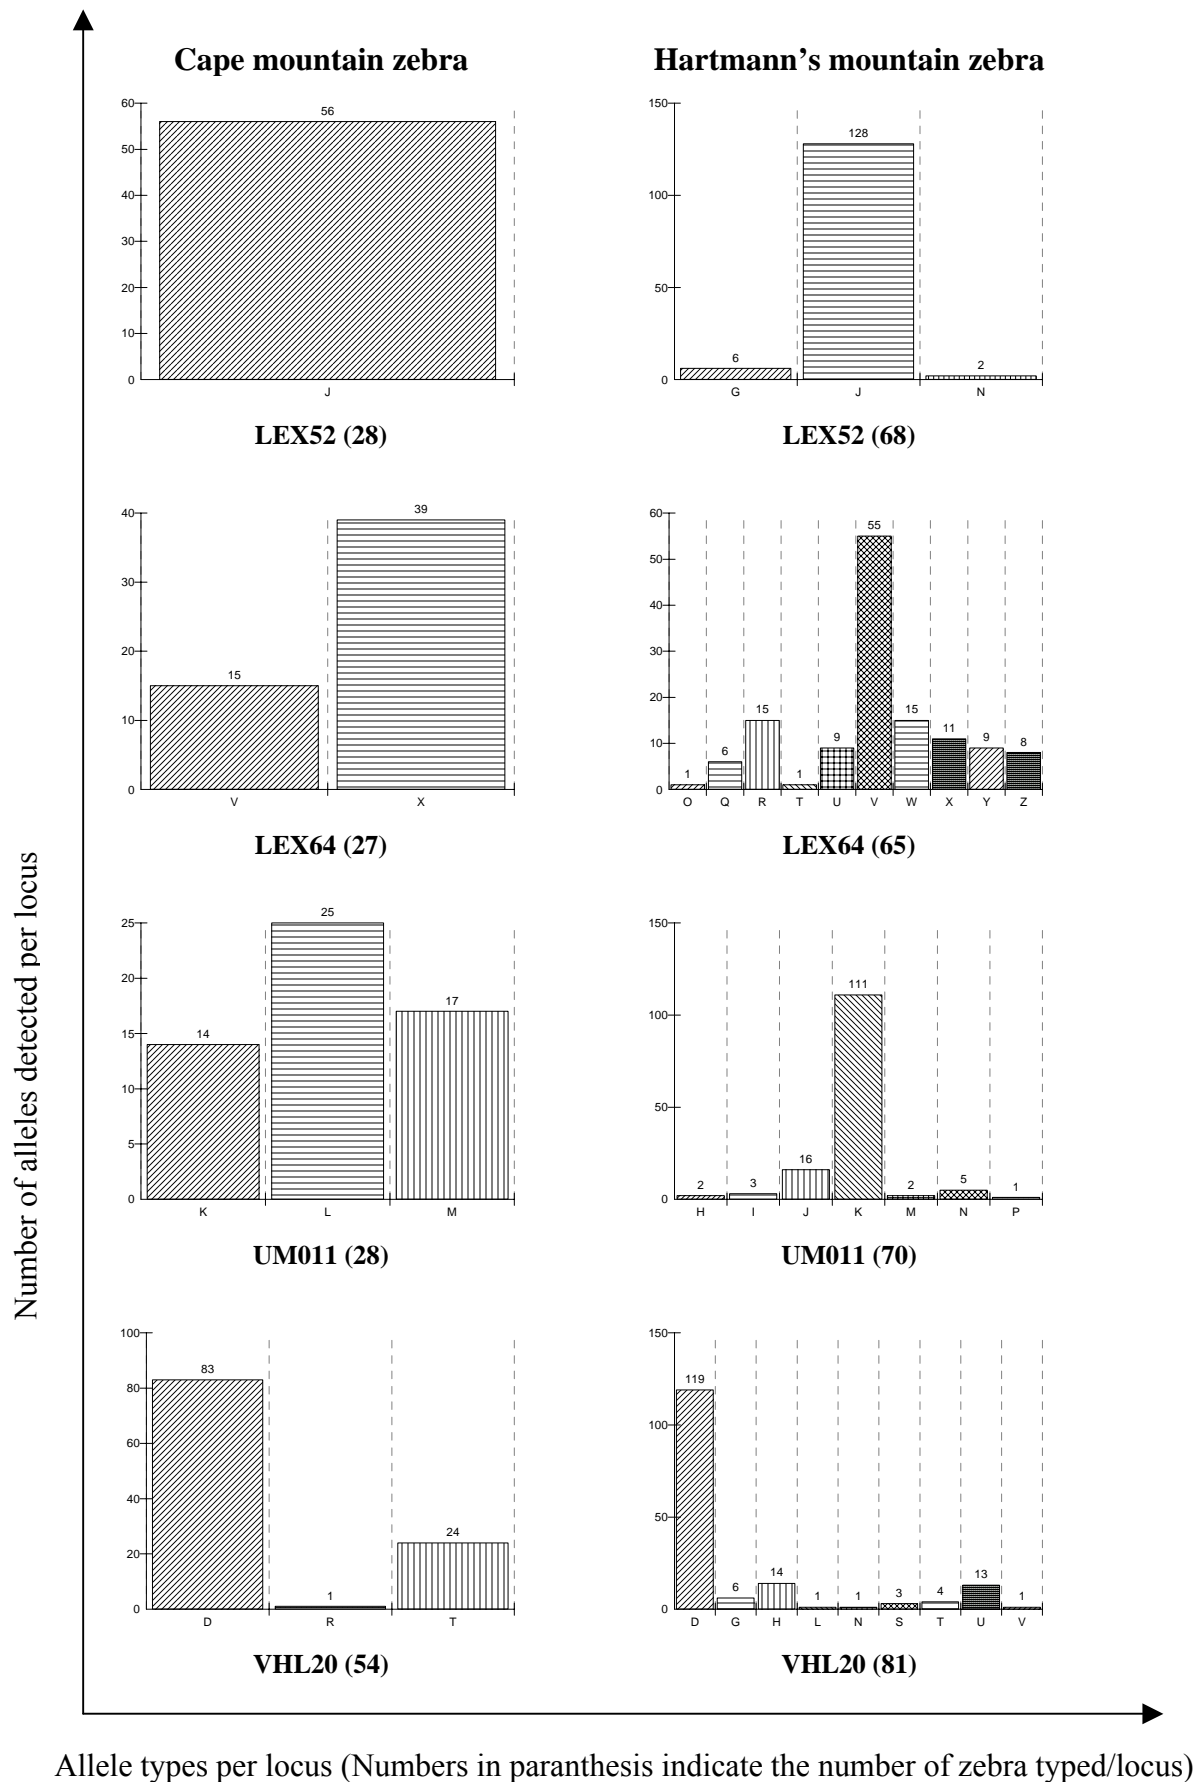 Cape mountain zebra
Hartmann's mountain zebra
60
50
40
30
20
10
0
56
J
LEX52 (28)
150
100
50
0
6
128
2
G J N
LEX52 (68)
40
30
20
10
0
15
39
V X
LEX64 (27)
60
50
40
30
20
10
0
1 6 15 1 9 55 15 11 9 8
O Q R T U V W X Y Z
LEX64 (65)
25
20
15
10
5
0
14 25 17
K L M
UM011 (28)
150
100
50
0
2 3 16 111 2 5 1
H I J K M N P
UM011 (70)
100
80
60
40
20
0
83 1 24
D R T
VHL20 (54)
150
100
50
0
119 6 14 1 1 3 4 13 1
D G H L N S T U V
VHL20 (81)
Number of alleles detected per locus
Allele types per locus (Numbers in paranthesis indicate the number of zebra typed/locus)